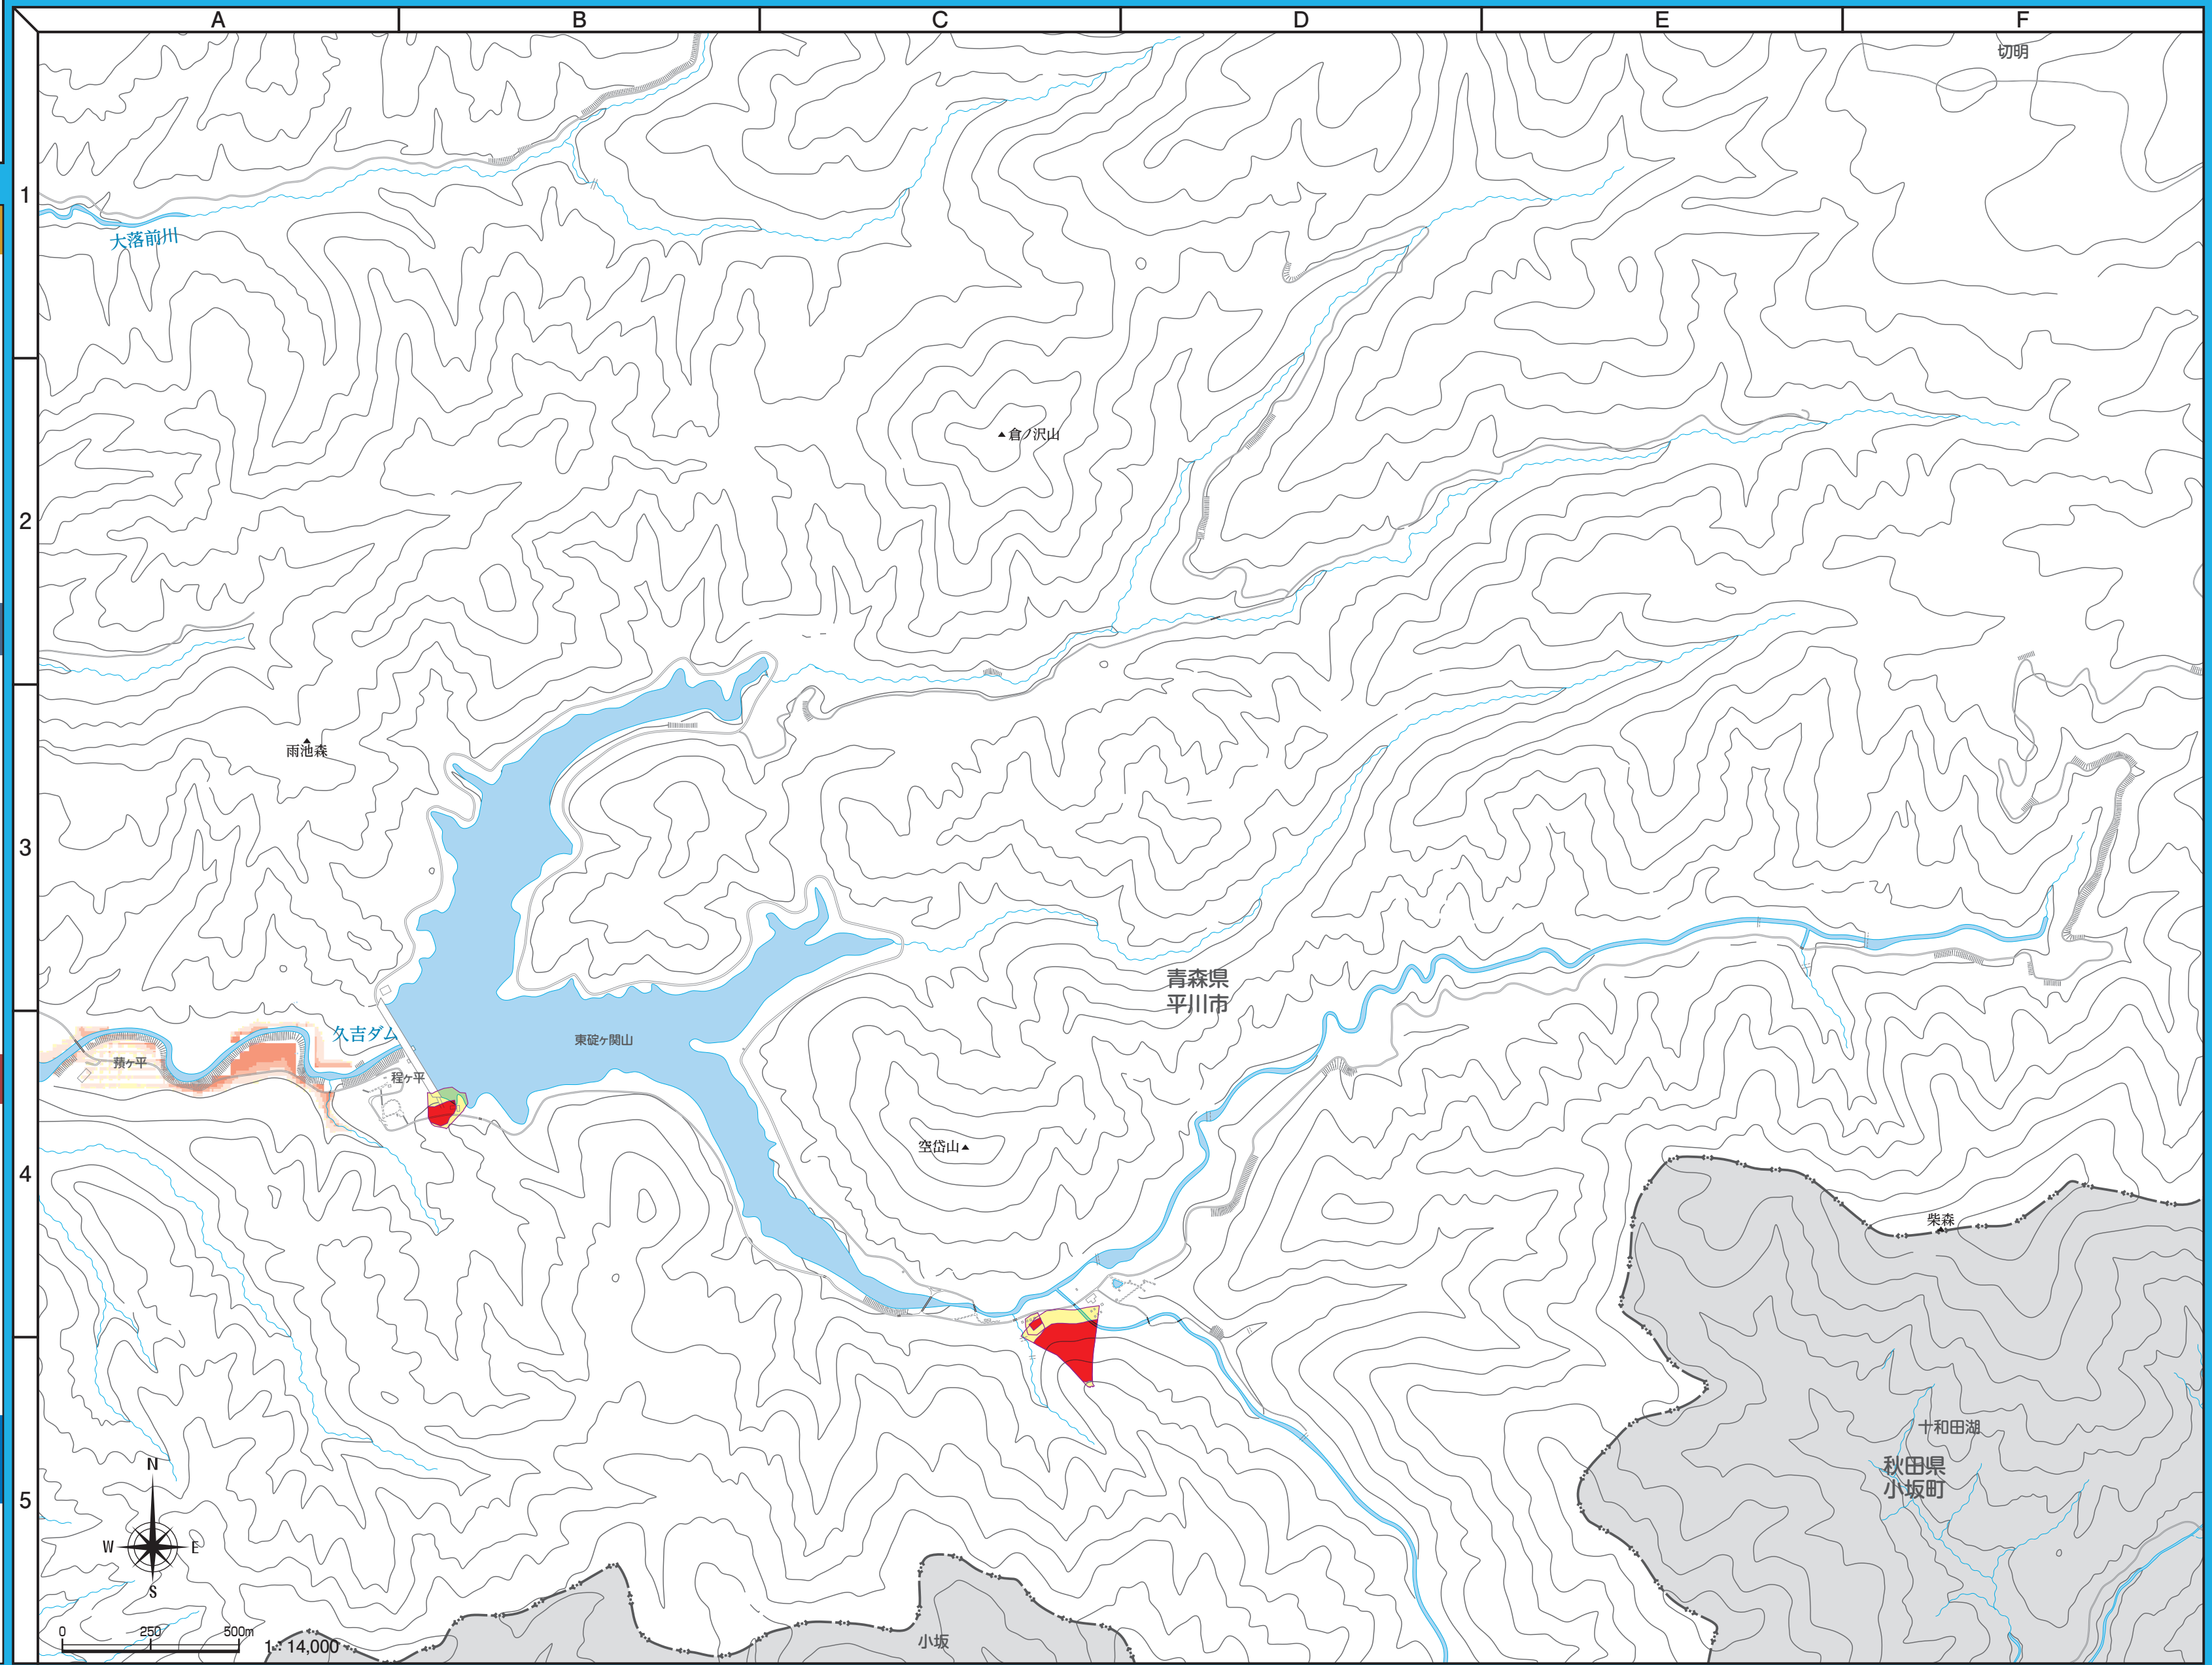 A
B
C
D
E
F
1
2
3
4
5
切明
大落前川
倉ノ沢山
雨池森
青森県
平川市
久吉ダム
東碇ヶ関山
程ヶ平
空岱山
柴森
十和田湖
秋田県
小坂町
小坂
N
W
E
S
0
250
500m
1：14,000